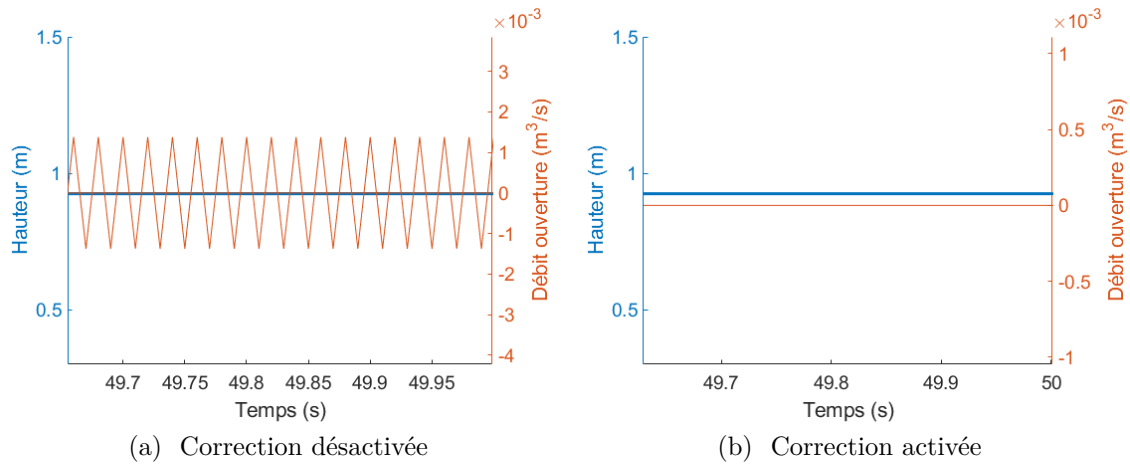 ×10⁻³
1.5
1
0.5
Hauteur (m)
3
2
1
0
-1
-2
-3
-4
Débit ouverture (m³/s)
49.7 49.75 49.8 49.85 49.9 49.95
Temps (s)
(a) Correction désactivée
×10⁻³
1.5
1
0.5
Hauteur (m)
1
0.5
0
-0.5
-1
Débit ouverture (m³/s)
49.7 49.8 49.9 50
Temps (s)
(b) Correction activée